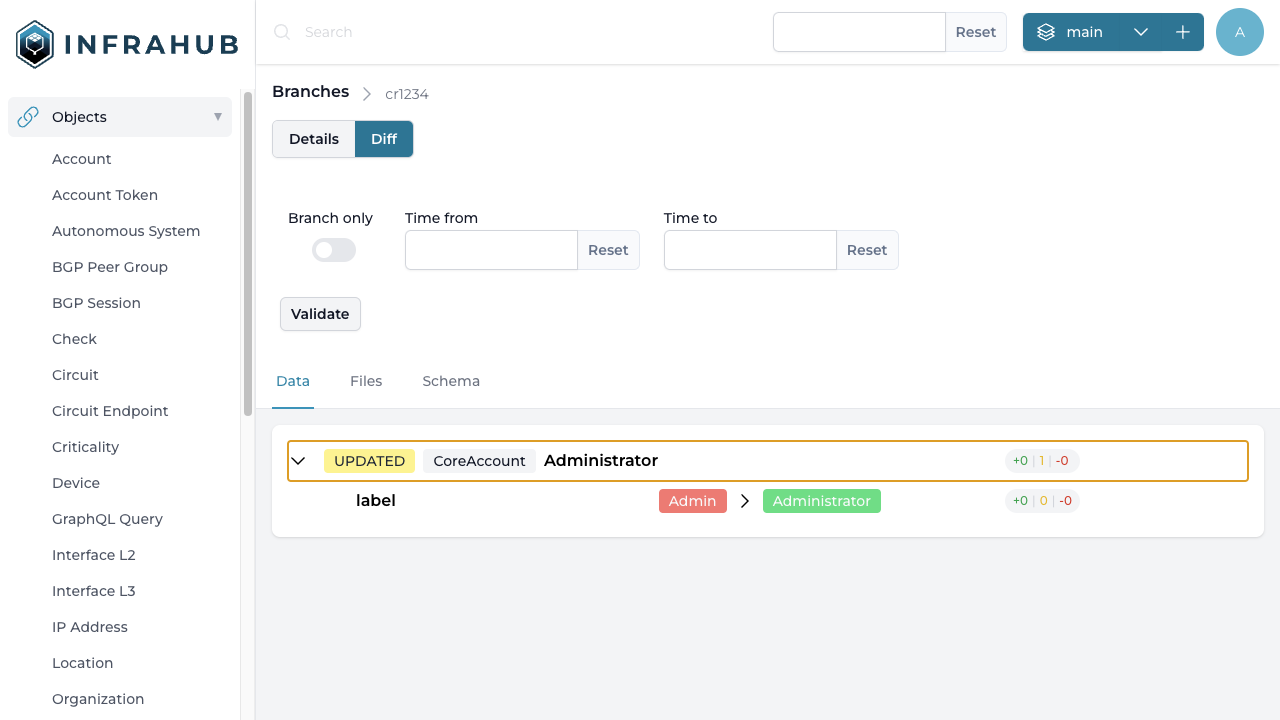 INFRAHUB
Search
Reset
main
A
Objects
Account
Account Token
Autonomous System
BGP Peer Group
BGP Session
Check
Circuit
Circuit Endpoint
Criticality
Device
GraphQL Query
Interface L2
Interface L3
IP Address
Location
Organization
Branches > cr1234
Details Diff
Branch only Time from Time to
Reset Reset
Validate
Data Files Schema
UPDATED CoreAccount Administrator +0 | 1 | -0
label Admin > Administrator +0 | 0 | -0